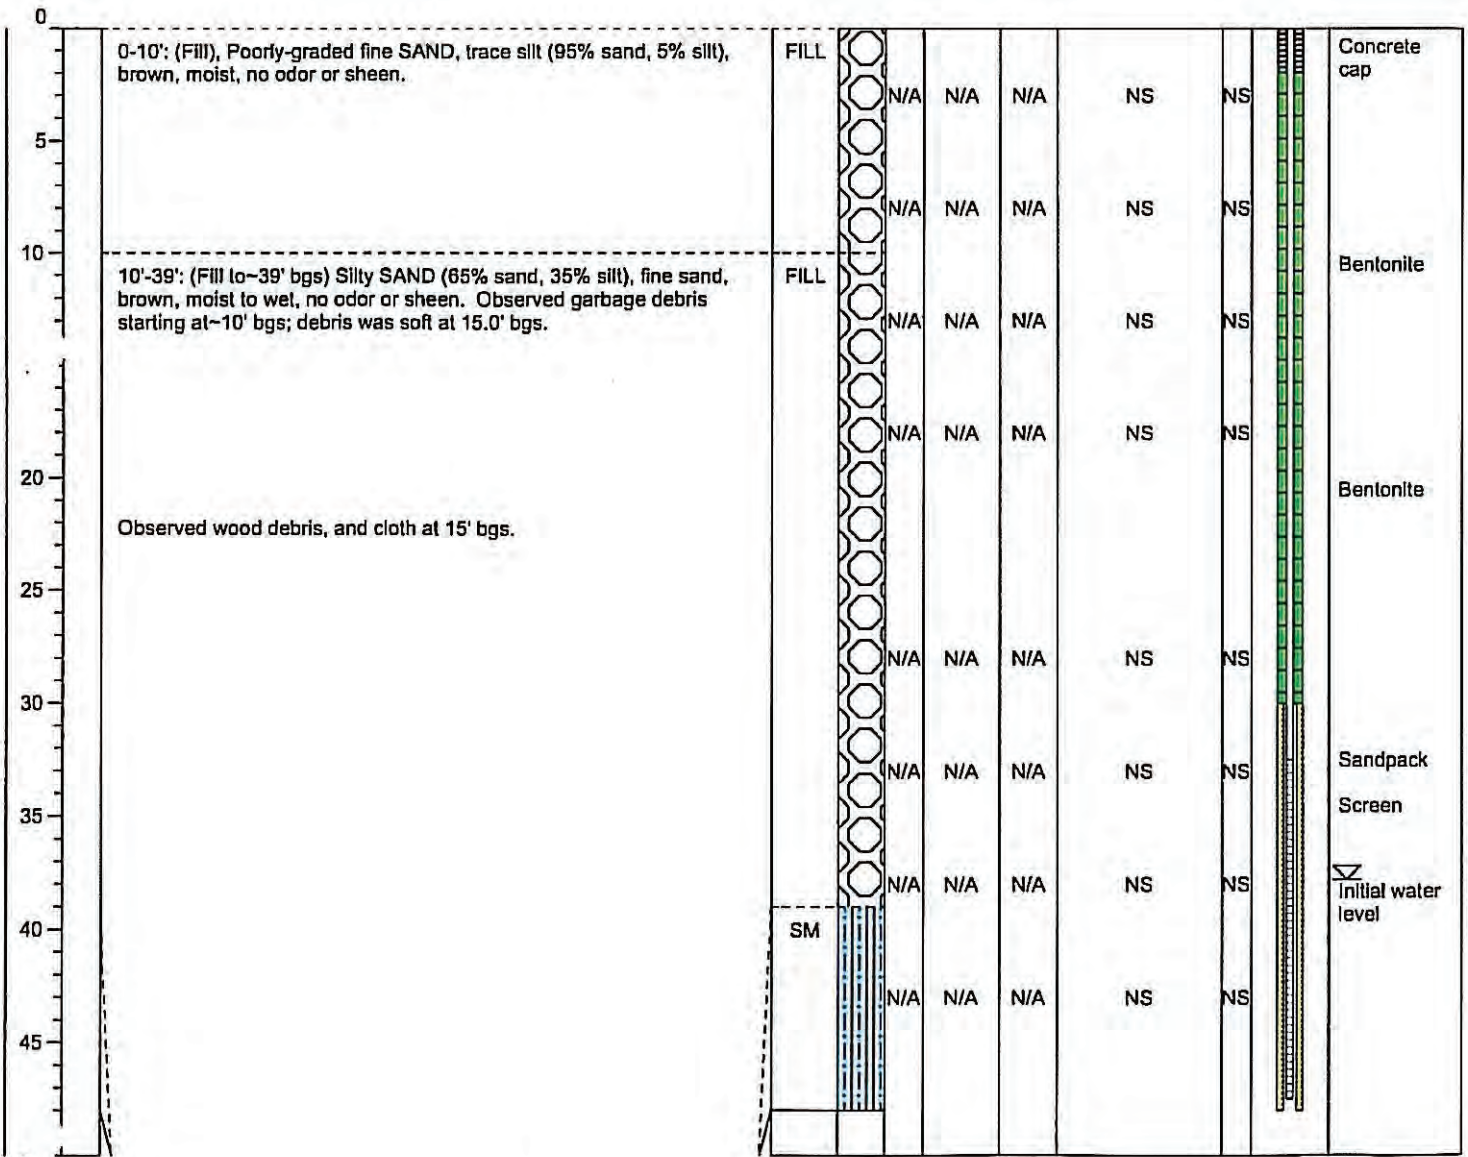 0
0-10': (Fill), Poorly-graded fine SAND, trace silt (95% sand, 5% silt),
brown, moist, no odor or sheen.
FILL
Concrete
cap
N/A N/A N/A NS NS
5
N/A N/A N/A NS NS
10
10'-39': (Fill to~39' bgs) Silty SAND (65% sand, 35% silt), fine sand,
brown, moist to wet, no odor or sheen. Observed garbage debris
starting at~10' bgs; debris was soft at 15.0' bgs.
FILL
Bentonite
N/A N/A N/A NS NS
N/A N/A N/A NS NS
20
Bentonite
Observed wood debris, and cloth at 15' bgs.
25
N/A N/A N/A NS NS
30
Sandpack
N/A N/A N/A NS NS
Screen
35
N/A N/A N/A NS NS
Initial water
level
40
SM
N/A N/A N/A NS NS
45